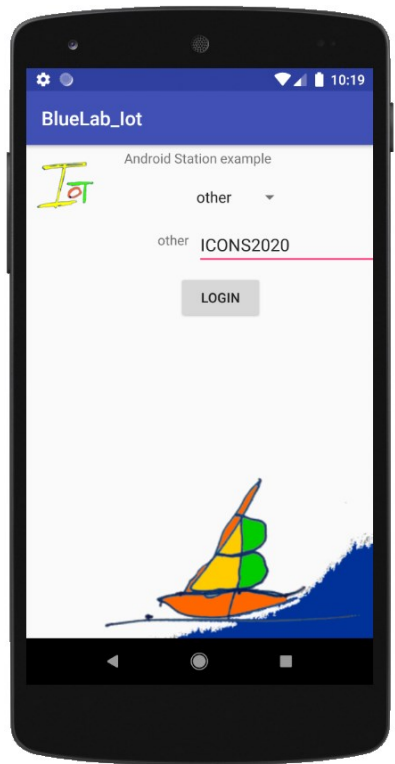 10:19
BlueLab_Iot
IoT
Android Station example
other
other ICONS2020
LOGIN